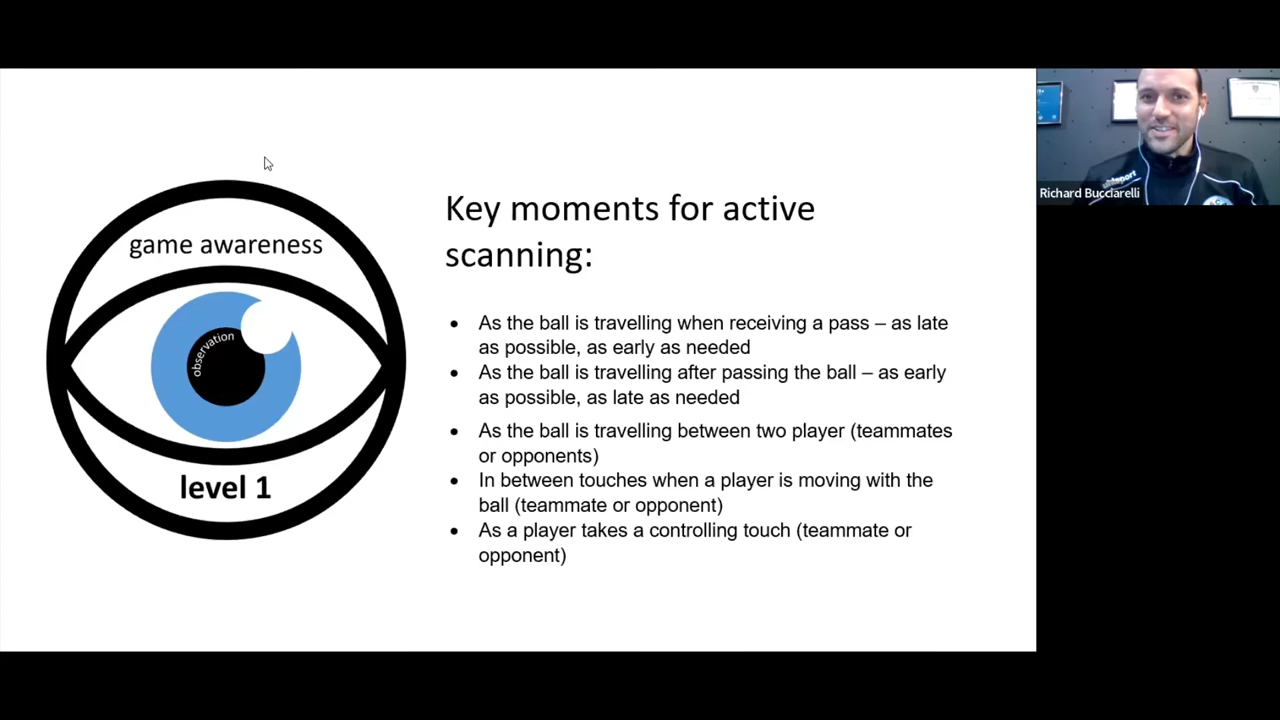 game awareness
observation
level 1
Key moments for active
scanning:
• As the ball is travelling when receiving a pass – as late
as possible, as early as needed
• As the ball is travelling after passing the ball – as early
as possible, as late as needed
• As the ball is travelling between two player (teammates
or opponents)
• In between touches when a player is moving with the
ball (teammate or opponent)
• As a player takes a controlling touch (teammate or
opponent)
Richard Bucciarelli